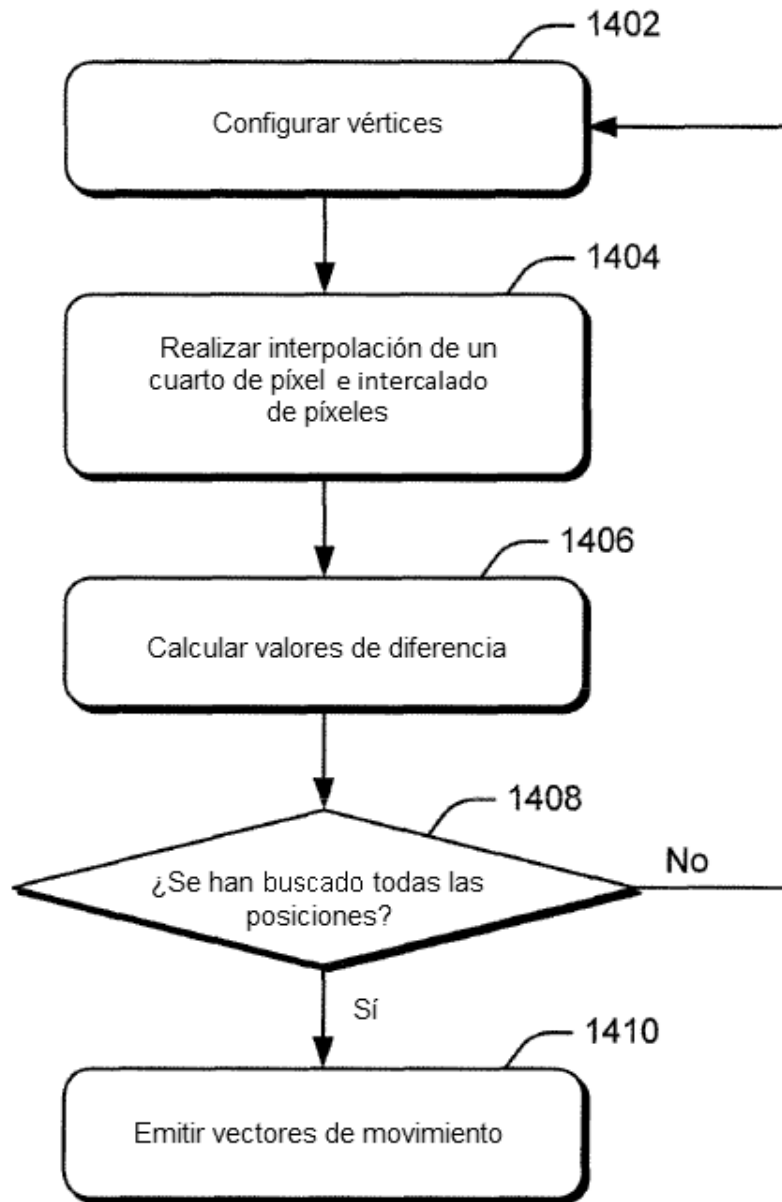 1402
Configurar vértices
1404
Realizar interpolación de un
cuarto de píxel e intercalado
de píxeles
1406
Calcular valores de diferencia
1408
¿Se han buscado todas las
posiciones?
No
Sí
1410
Emitir vectores de movimiento